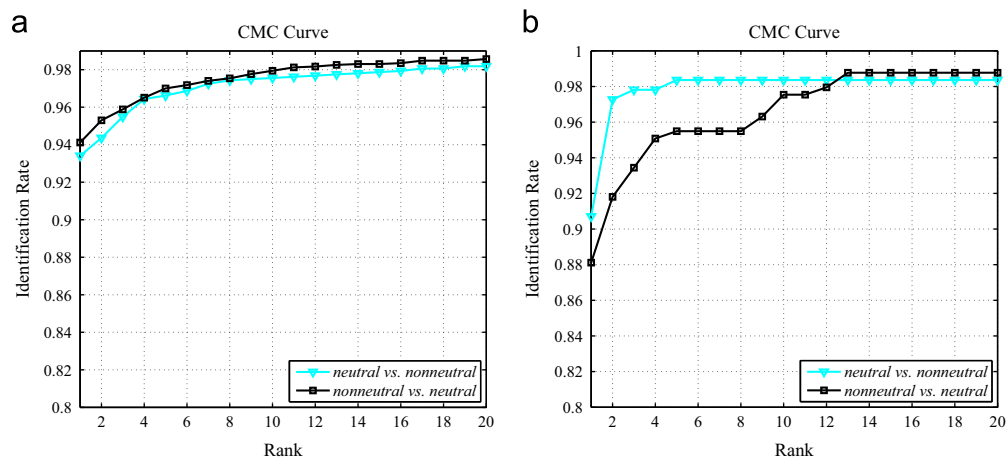 a
CMC Curve
Identification Rate
0.98
0.96
0.94
0.92
0.9
0.88
0.86
0.84
0.82
0.8
2 4 6 8 10 12 14 16 18 20
Rank
neutral vs. nonneutral
nonneutral vs. neutral
b
CMC Curve
Identification Rate
1
0.98
0.96
0.94
0.92
0.9
0.88
0.86
0.84
0.82
0.8
2 4 6 8 10 12 14 16 18 20
Rank
neutral vs. nonneutral
nonneutral vs. neutral